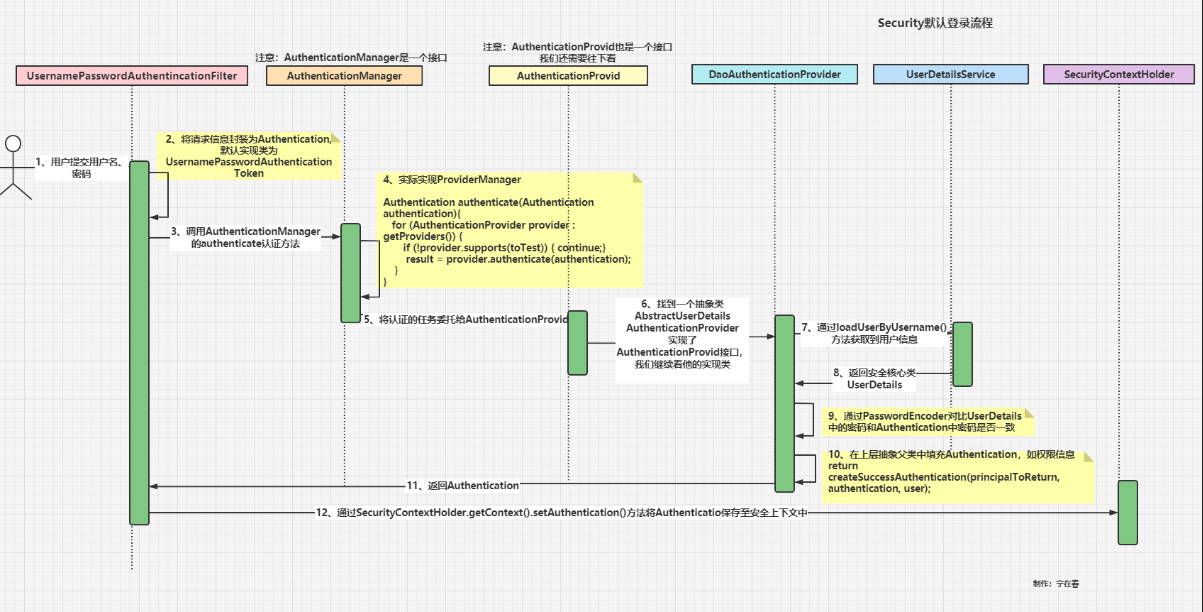 Security默认登录流程
注意：AuthenticationManager是一个接口
注意：AuthenticationProvid也是一个接口
我们还需要往下看
UsernamePasswordAuthentincationFilter
AuthenticationManager
AuthenticationProvid
DaoAuthenticationProvider
UserDetailsService
SecurityContextHolder
1、用户提交用户名、
密码
2、将请求信息封装为Authentication,
默认实现类为
UsernamePasswordAuthentication
Token
3、调用AuthenticationManager
的authenticate认证方法
4、实际实现ProviderManager
Authentication authenticate(Authentication
authentication){
for (AuthenticationProvider provider :
getProviders()) {
if (!provider.supports(toTest)) { continue;}
result = provider.authenticate(authentication);
}
}
5、将认证的任务委托给AuthenticationProvid
6、找到一个抽象类
AbstractUserDetails
AuthenticationProvider
实现了
AuthenticationProvid接口，
我们继续看他的实现类
7、通过loadUserByUsername()
方法获取到用户信息
8、返回安全核心类
UserDetails
9、通过PasswordEncoder对比UserDetails
中的密码和Authentication中密码是否一致
10、在上层抽象父类中填充Authentication，如权限信息
return
createSuccessAuthentication(principalToReturn,
authentication, user);
11、返回Authentication
12、通过SecurityContextHolder.getContext().setAuthentication()方法将Authenticatio保存至安全上下文中
制作：宁在春